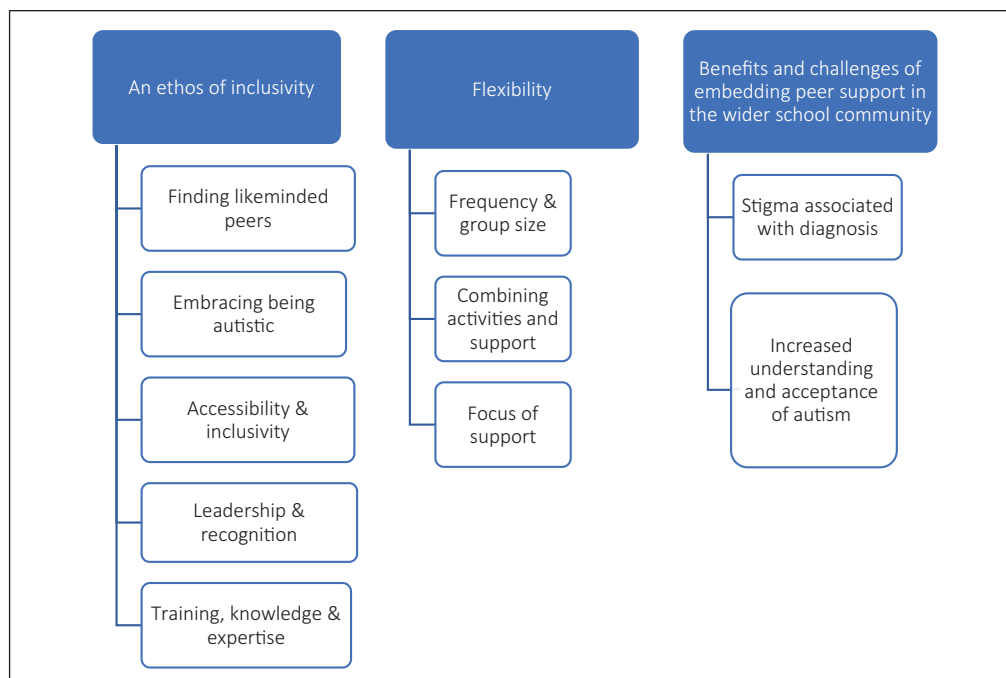 An ethos of inclusivity
Finding likeminded
peers
Embracing being
autistic
Accessibility &
inclusivity
Leadership &
recognition
Training, knowledge &
expertise
Flexibility
Frequency &
group size
Combining
activities and
support
Focus of
support
Benefits and challenges of
embedding peer support in
the wider school community
Stigma associated
with diagnosis
Increased
understanding
and acceptance
of autism